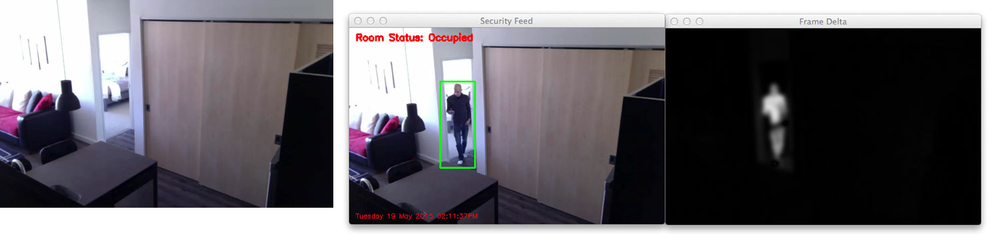 Security Feed
Frame Delta
Room Status: Occupied
Tuesday 19 May 2015 02:11:37PM